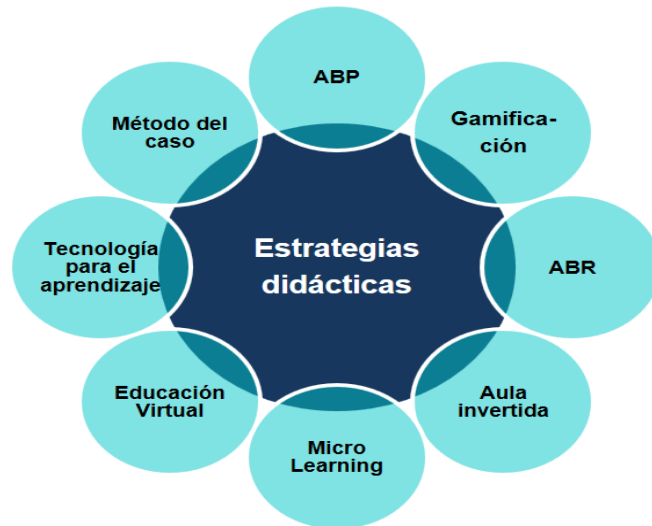 ABP
Gamifica-
ción
ABR
Aula
invertida
Micro
Learning
Educación
Virtual
Tecnología
para el
aprendizaje
Método del
caso
Estrategias
didácticas